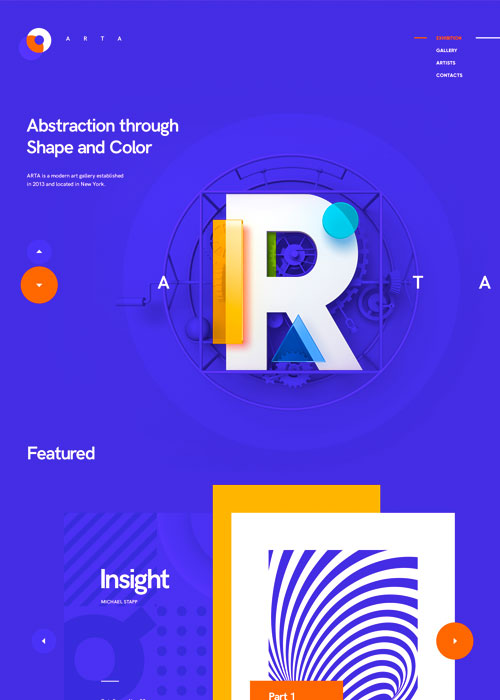 A R T A
EXHIBITION
GALLERY
ARTISTS
CONTACTS
Abstraction through
Shape and Color
ARTA is a modern art gallery established
in 2013 and located in New York.
A R T A
Featured
Insight
MICHAEL STAPF
Part 1